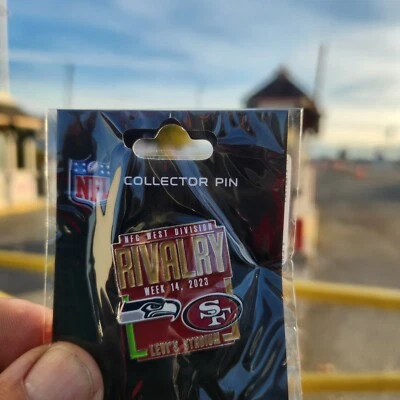 COLLECTOR PIN
NFL
NFC WEST DIVISION
RIVALRY
WEEK 14, 2023
SF
LEVI'S STADIUM